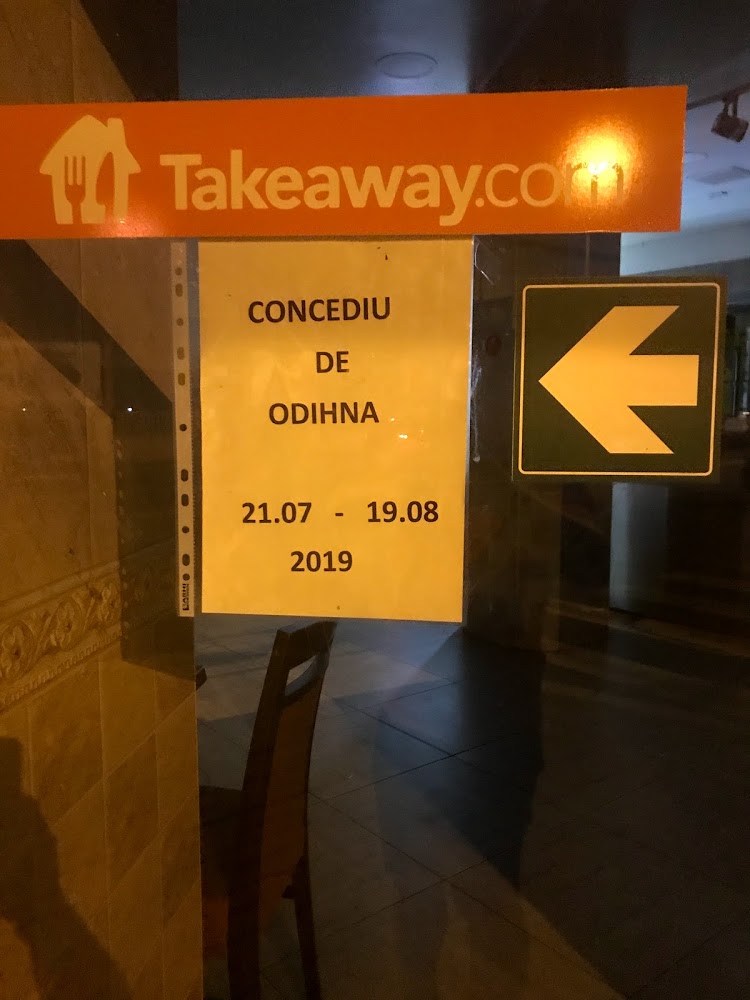 Takeaway.com
CONCEDIU
DE
ODIHNA
21.07 - 19.08
2019